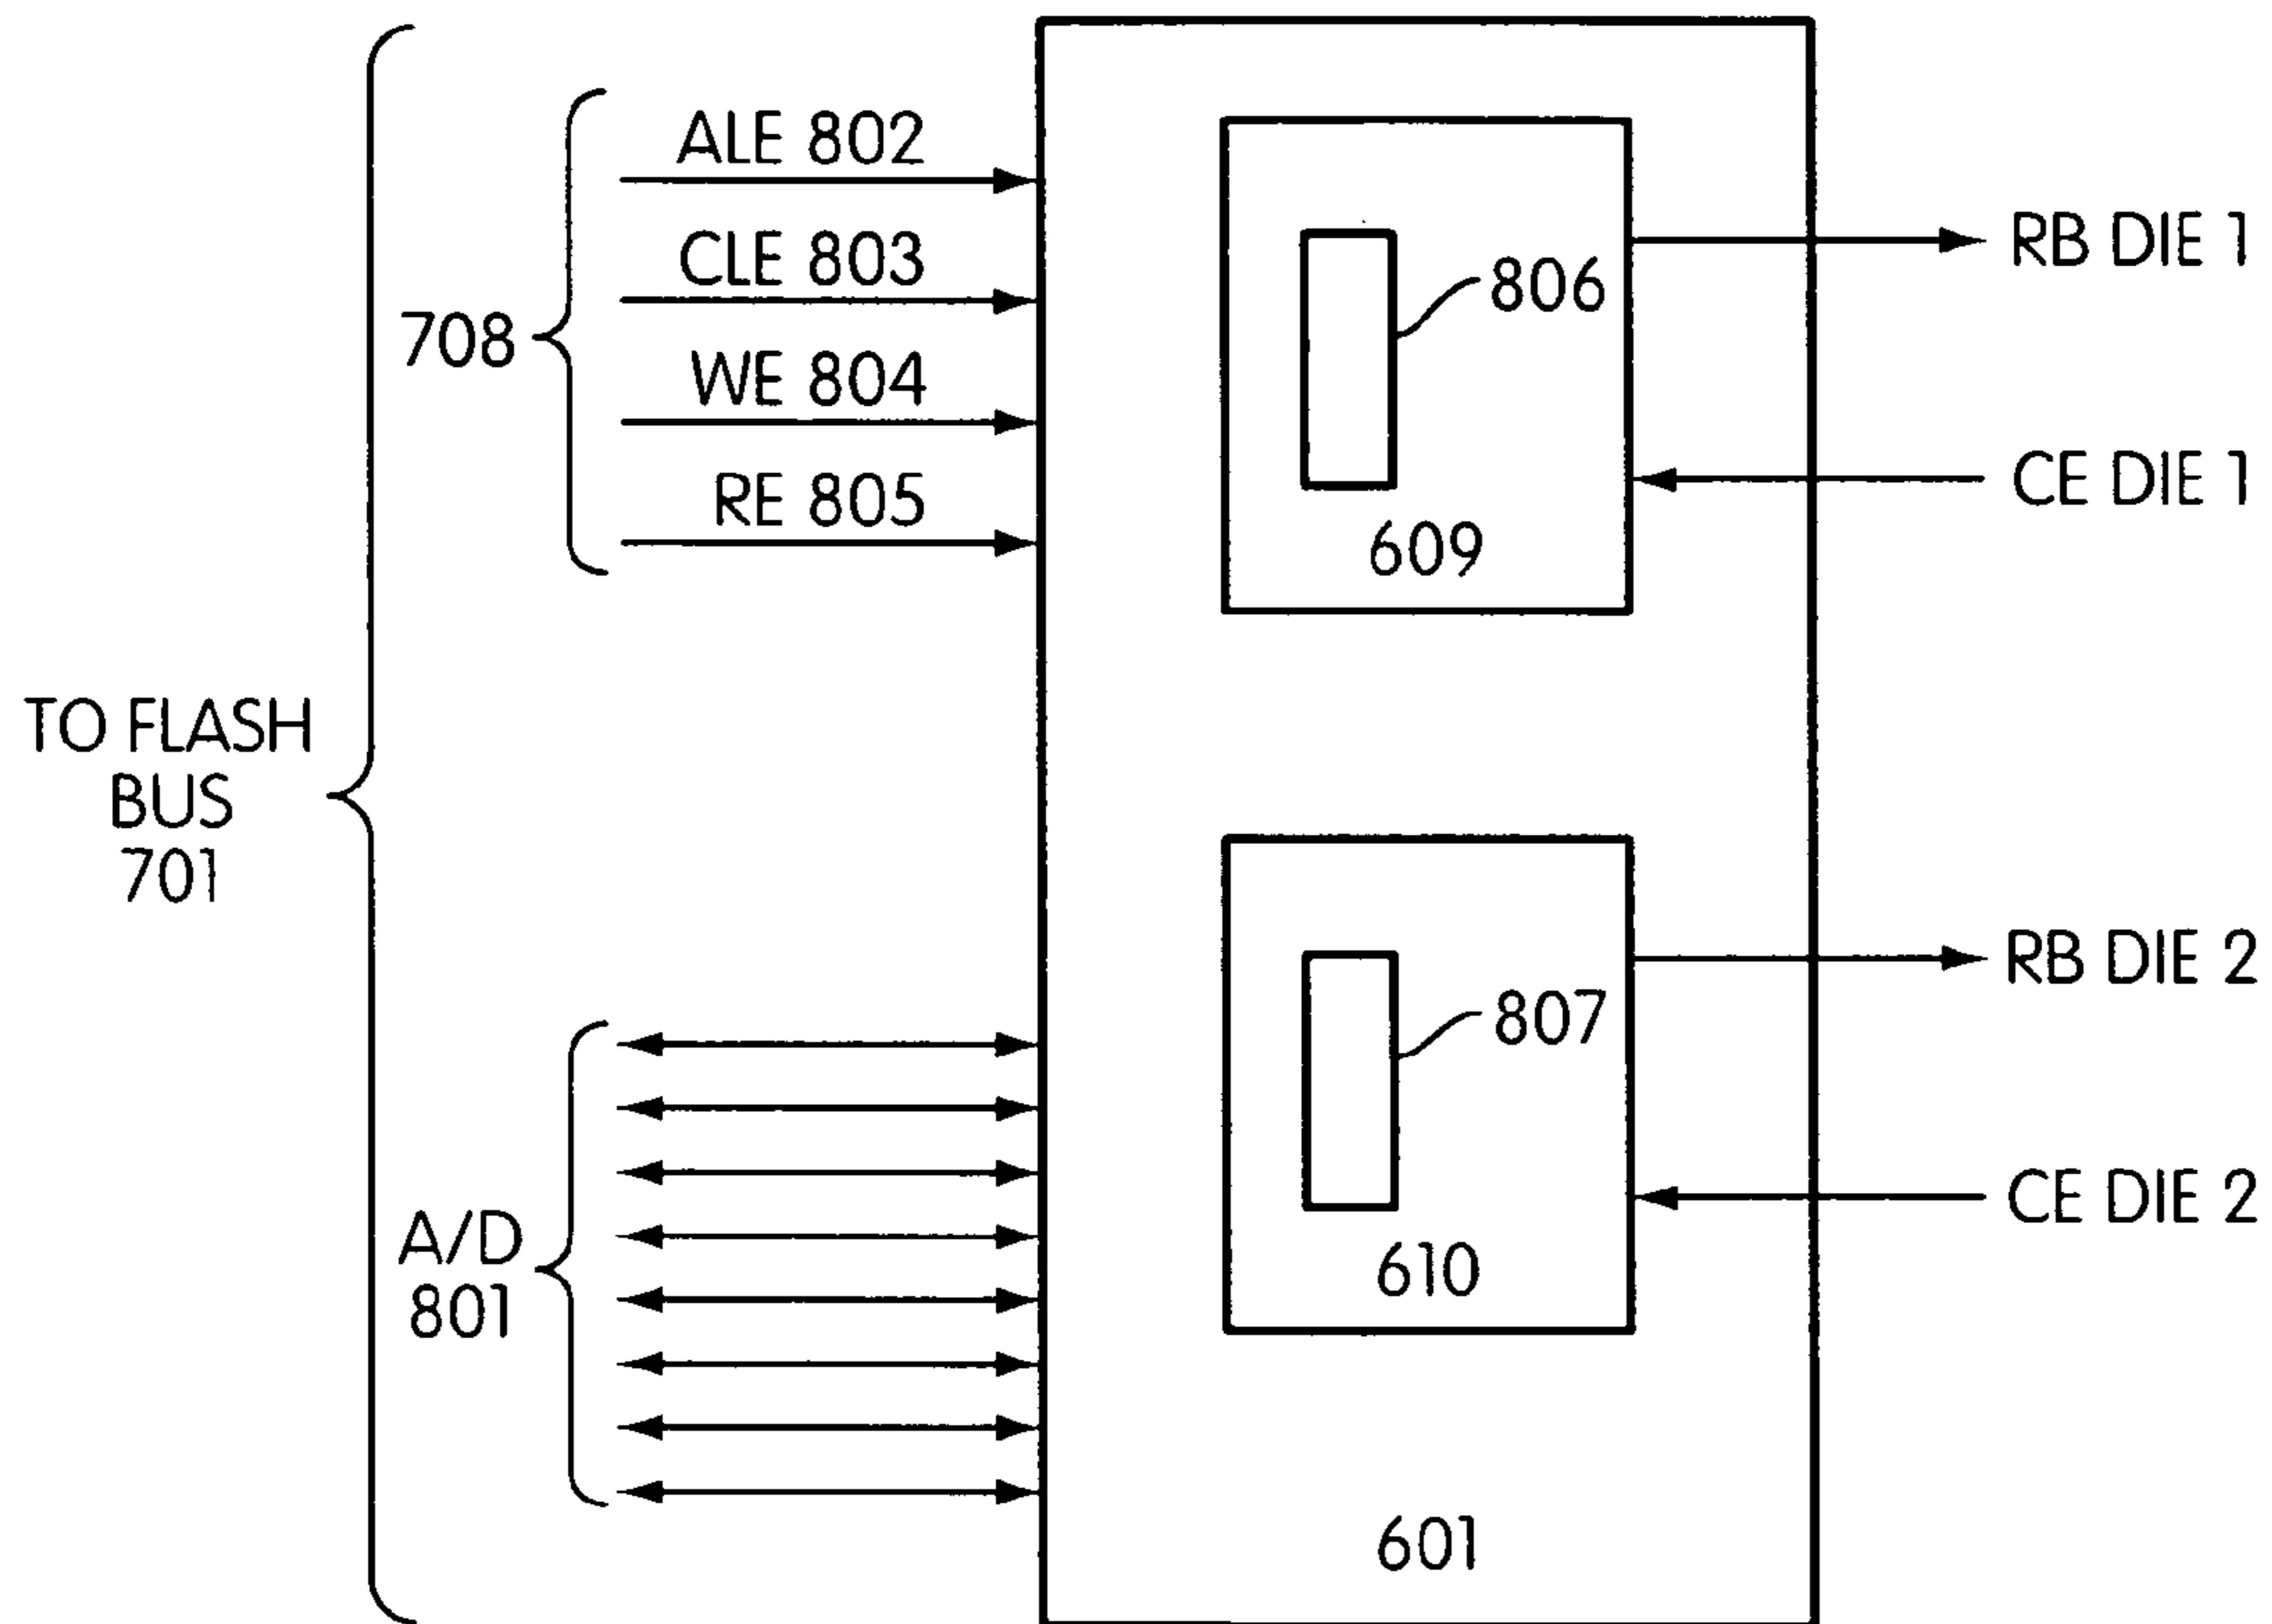 ALE 802
CLE 803
708
WE 804
RE 805
TO FLASH
BUS
701
A/D
801
806
609
807
610
601
RB DIE 1
CE DIE 1
RB DIE 2
CE DIE 2